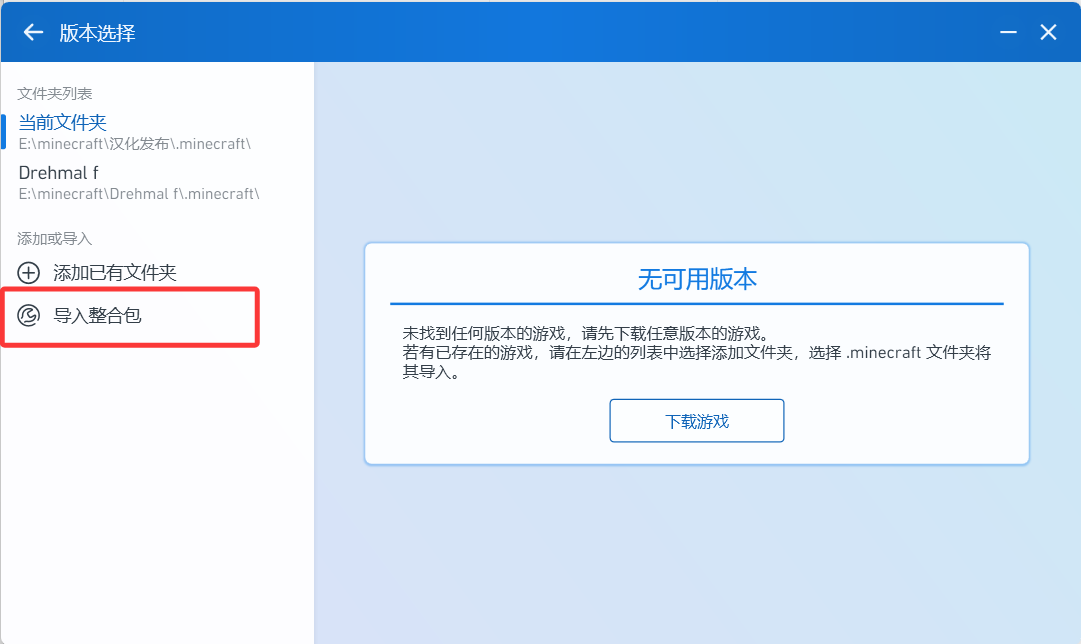 版本选择
文件夹列表
当前文件夹
E:\minecraft\汉化发布\.minecraft\
Drehmal f
E:\minecraft\Drehmal f\.minecraft\
添加或导入
添加已有文件夹
导入整合包
无可用版本
未找到任何版本的游戏，请先下载任意版本的游戏。
若有已存在的游戏，请在左边的列表中选择添加文件夹，选择 .minecraft 文件夹将
其导入。
下载游戏